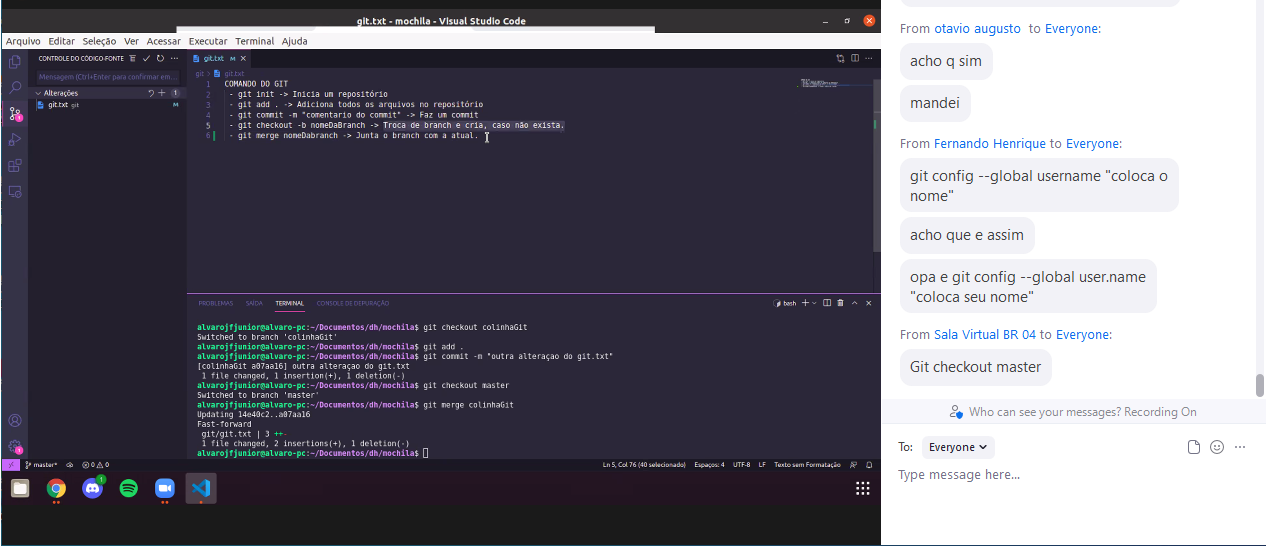 git.txt - mochila - Visual Studio Code
Arquivo Editar Seleção Ver Acessar Executar Terminal Ajuda
CONTROLE DO CÓDIGO-FONTE
Mensagem (Ctrl+Enter para confirmar em...
Alterações 1
git.txt git M
git.txt M
git > git.txt
1 COMANDO DO GIT
2 - git init -> Inicia um repositório
3 - git add . -> Adiciona todos os arquivos no repositório
4 - git commit -m "comentario do commit" -> Faz um commit
5 - git checkout -b nomeDaBranch -> Troca de branch e cria, caso não exista.
6 - git merge nomeDabranch -> Junta o branch com a atual.
PROBLEMAS SAÍDA TERMINAL CONSOLE DE DEPURAÇÃO
bash
alvarojfjunior@alvaro-pc:~/Documentos/dh/mochila$ git checkout colinhaGit
Switched to branch 'colinhaGit'
alvarojfjunior@alvaro-pc:~/Documentos/dh/mochila$ git add .
alvarojfjunior@alvaro-pc:~/Documentos/dh/mochila$ git commit -m "outra alteraçao do git.txt"
[colinhaGit a07aa16] outra alteraçao do git.txt
1 file changed, 1 insertion(+), 1 deletion(-)
alvarojfjunior@alvaro-pc:~/Documentos/dh/mochila$ git checkout master
Switched to branch 'master'
alvarojfjunior@alvaro-pc:~/Documentos/dh/mochila$ git merge colinhaGit
Updating 14e40c2..a07aa16
Fast-forward
git/git.txt | 3 ++-
1 file changed, 2 insertions(+), 1 deletion(-)
alvarojfjunior@alvaro-pc:~/Documentos/dh/mochila$
master* 0 0 Ln 5, Col 76 (40 selecionado) Espaços: 4 UTF-8 LF Texto sem Formatação
From otavio augusto to Everyone:
acho q sim
mandei
From Fernando Henrique to Everyone:
git config --global username "coloca o
nome"
acho que e assim
opa e git config --global user.name
"coloca seu nome"
From Sala Virtual BR 04 to Everyone:
Git checkout master
Who can see your messages? Recording On
To: Everyone
Type message here...